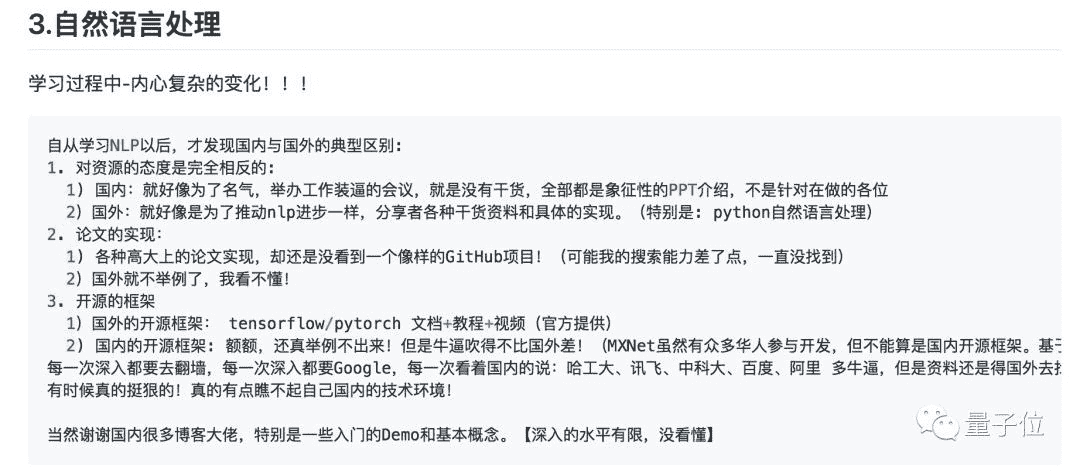 3.自然语言处理
学习过程中-内心复杂的变化！！！
自从学习NLP以后，才发现国内与国外的典型区别:
1. 对资源的态度是完全相反的:
1) 国内：就好像为了名气，举办工作装逼的会议，就是没有干货，全部都是象征性的PPT介绍，不是针对在做的各位
2）国外：就好像是为了推动nlp进步一样，分享者各种干货资料和具体的实现。（特别是: python自然语言处理）
2. 论文的实现:
1) 各种高大上的论文实现，却还是没看到一个像样的GitHub项目！（可能我的搜索能力差了点，一直没找到）
2）国外就不举例了，我看不懂！
3. 开源的框架
1）国外的开源框架： tensorflow/pytorch 文档+教程+视频（官方提供）
2) 国内的开源框架: 额额，还真举例不出来！但是牛逼吹得不比国外差！（MXNet虽然有众多华人参与开发，但不能算是国内开源框架。基于
每一次深入都要去翻墙，每一次深入都要Google，每一次看着国内的说：哈工大、讯飞、中科大、百度、阿里 多牛逼，但是资料还是得国外去找
有时候真的挺狠的！真的有点瞧不起自己国内的技术环境！
当然谢谢国内很多博客大佬，特别是一些入门的Demo和基本概念。【深入的水平有限，没看懂】
量子位